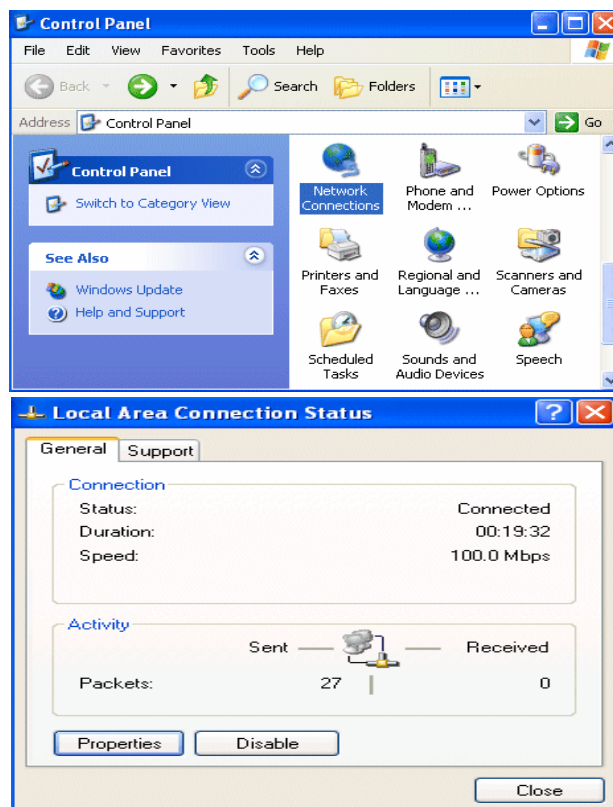 Control Panel
File Edit View Favorites Tools Help
Back Search Folders
Address Control Panel Go
Control Panel
Switch to Category View
See Also
Windows Update
Help and Support
Network Connections
Phone and Modem ...
Power Options
Printers and Faxes
Regional and Language ...
Scanners and Cameras
Scheduled Tasks
Sounds and Audio Devices
Speech
Local Area Connection Status
General Support
Connection
Status: Connected
Duration: 00:19:32
Speed: 100.0 Mbps
Activity
Sent Received
Packets: 27 0
Properties Disable
Close